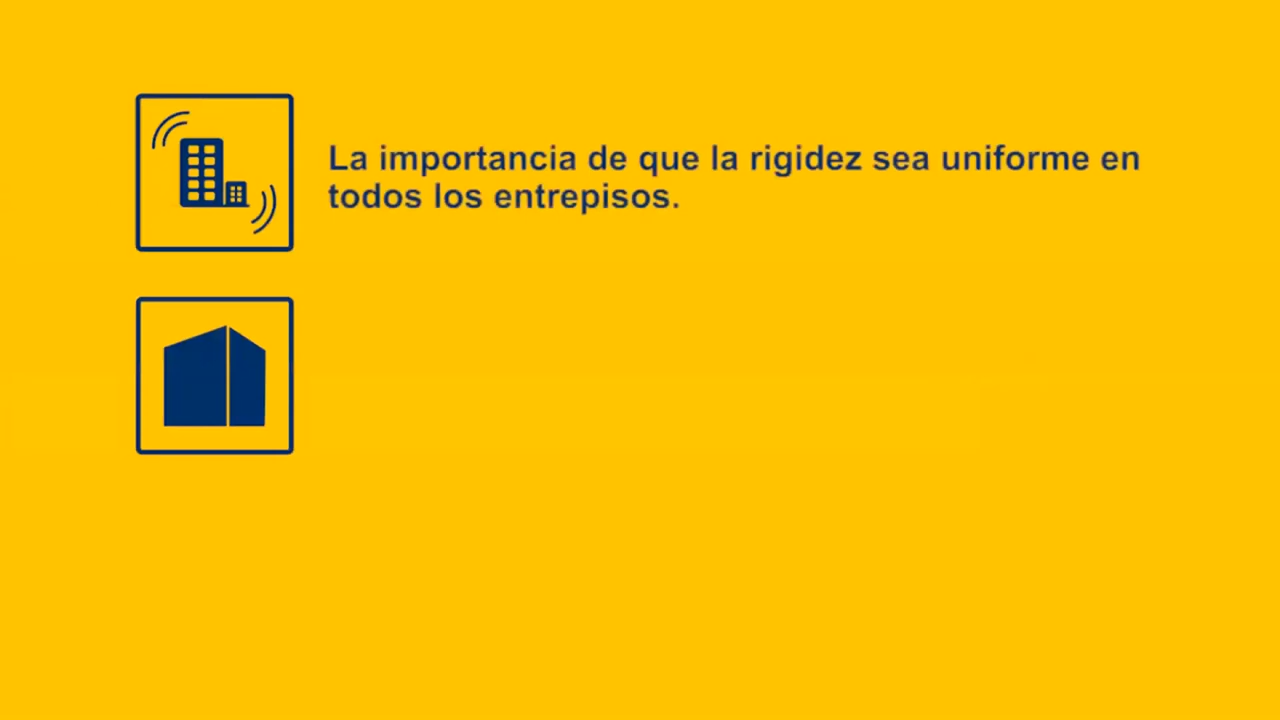 La importancia de que la rigidez sea uniforme en
todos los entrepisos.